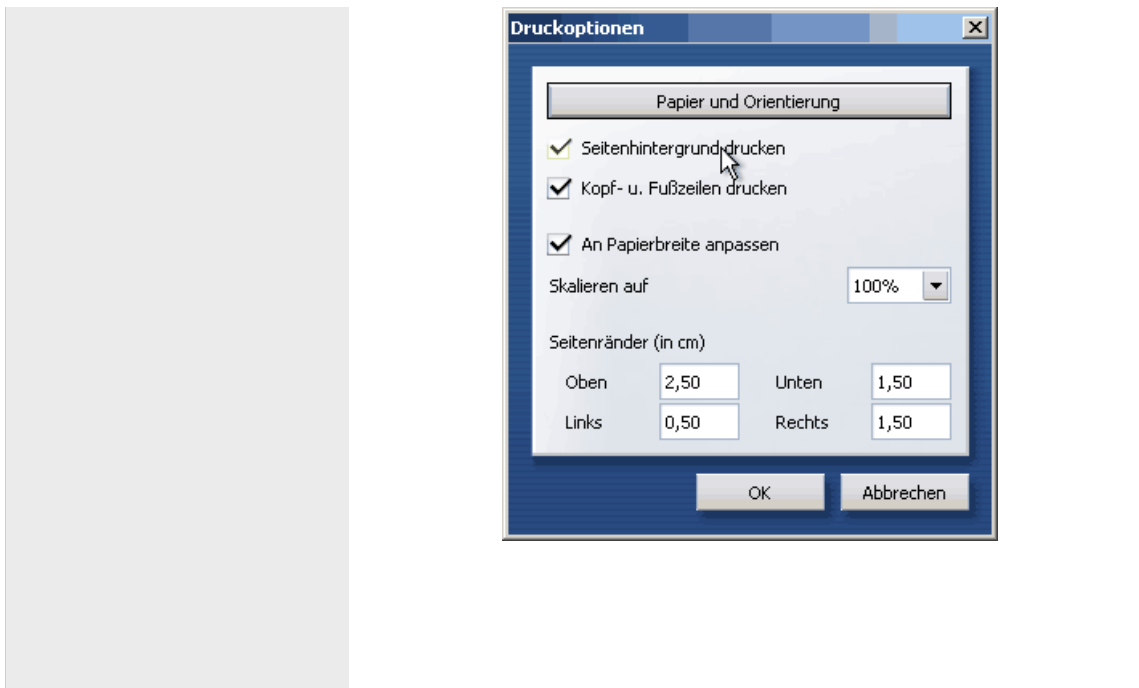 Druckoptionen
Papier und Orientierung
Seitenhintergrund drucken
Kopf- u. Fußzeilen drucken
An Papierbreite anpassen
Skalieren auf 100%
Seitenränder (in cm)
Oben 2,50 Unten 1,50
Links 0,50 Rechts 1,50
OK Abbrechen